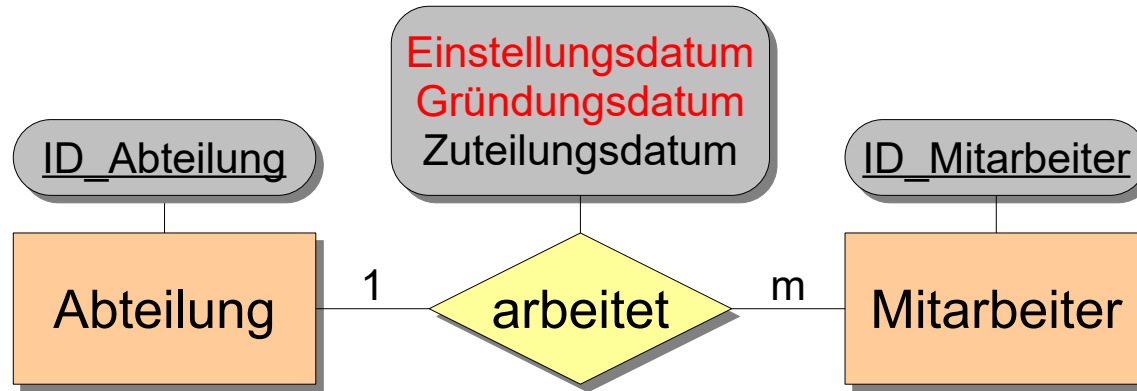 Einstellungsdatum
Gründungsdatum
Zuteilungsdatum
ID_Abteilung
ID_Mitarbeiter
Abteilung
1
arbeitet
m
Mitarbeiter